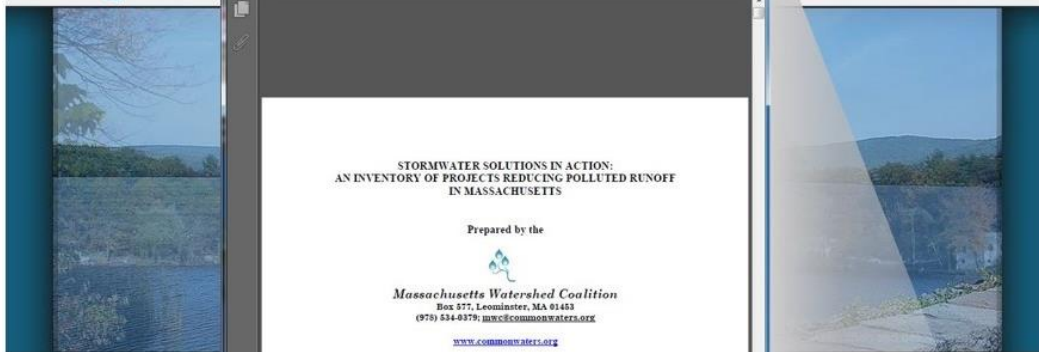 STORMWATER SOLUTIONS IN ACTION:
AN INVENTORY OF PROJECTS REDUCING POLLUTED RUNOFF
IN MASSACHUSETTS
Prepared by the
Massachusetts Watershed Coalition
Box 577, Leominster, MA 01453
(978) 534-0379; mwc@commonwaters.org
www.commonwaters.org